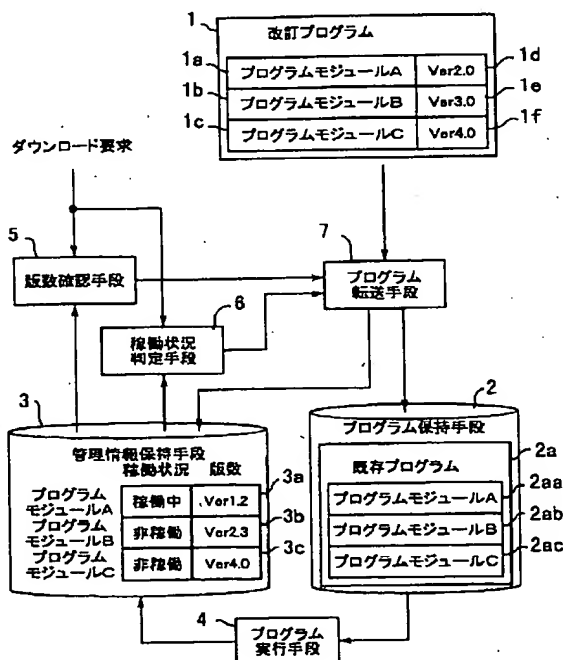 1
改訂プログラム
1a
プログラムモジュールA
Ver2.0
1d
1b
プログラムモジュールB
Ver3.0
1e
1c
プログラムモジュールC
Ver4.0
1f
ダウンロード要求
5
版数確認手段
7
プログラム
転送手段
6
稼働状況
判定手段
3
管理情報保持手段
稼働状況 版数
プログラム
モジュールA
稼働中
Ver1.2
3a
プログラム
モジュールB
非稼働
Ver2.3
3b
プログラム
モジュールC
非稼働
Ver4.0
3c
2
プログラム保持手段
2a
既存プログラム
プログラムモジュールA
2aa
プログラムモジュールB
2ab
プログラムモジュールC
2ac
4
プログラム
実行手段